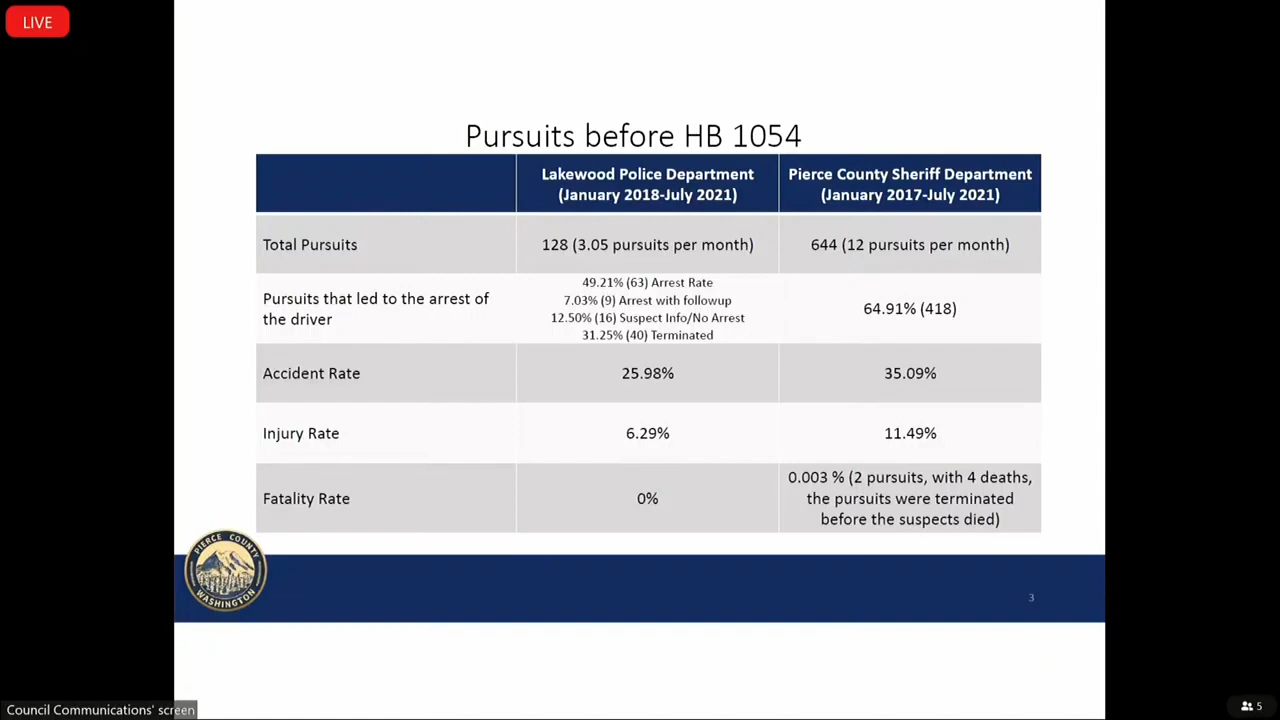 LIVE
Pursuits before HB 1054
Lakewood Police Department
(January 2018-July 2021)
Pierce County Sheriff Department
(January 2017-July 2021)
Total Pursuits
128 (3.05 pursuits per month)
644 (12 pursuits per month)
Pursuits that led to the arrest of
the driver
49.21% (63) Arrest Rate
7.03% (9) Arrest with followup
12.50% (16) Suspect Info/No Arrest
31.25% (40) Terminated
64.91% (418)
Accident Rate
25.98%
35.09%
Injury Rate
6.29%
11.49%
Fatality Rate
0%
0.003 % (2 pursuits, with 4 deaths,
the pursuits were terminated
before the suspects died)
PIERCE COUNTY
WASHINGTON
3
Council Communications' screen
5